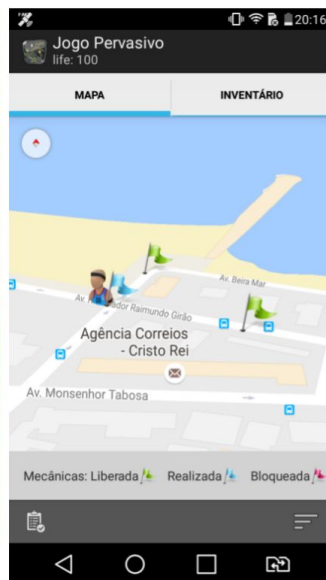 20:16
Jogo Pervasivo
life: 100
MAPA
INVENTÁRIO
Av. Beira Mar
Av. Raimundo Girão
Agência Correios
- Cristo Rei
Av. Monsenhor Tabosa
Mecânicas: Liberada Realizada Bloqueada